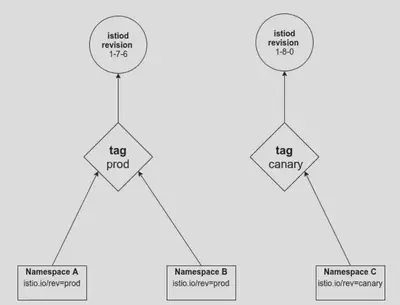 istiod
revision
1-7-6
istiod
revision
1-8-0
tag
prod
tag
canary
Namespace A
istio.io/rev=prod
Namespace B
istio.io/rev=prod
Namespace C
istio.io/rev=canary